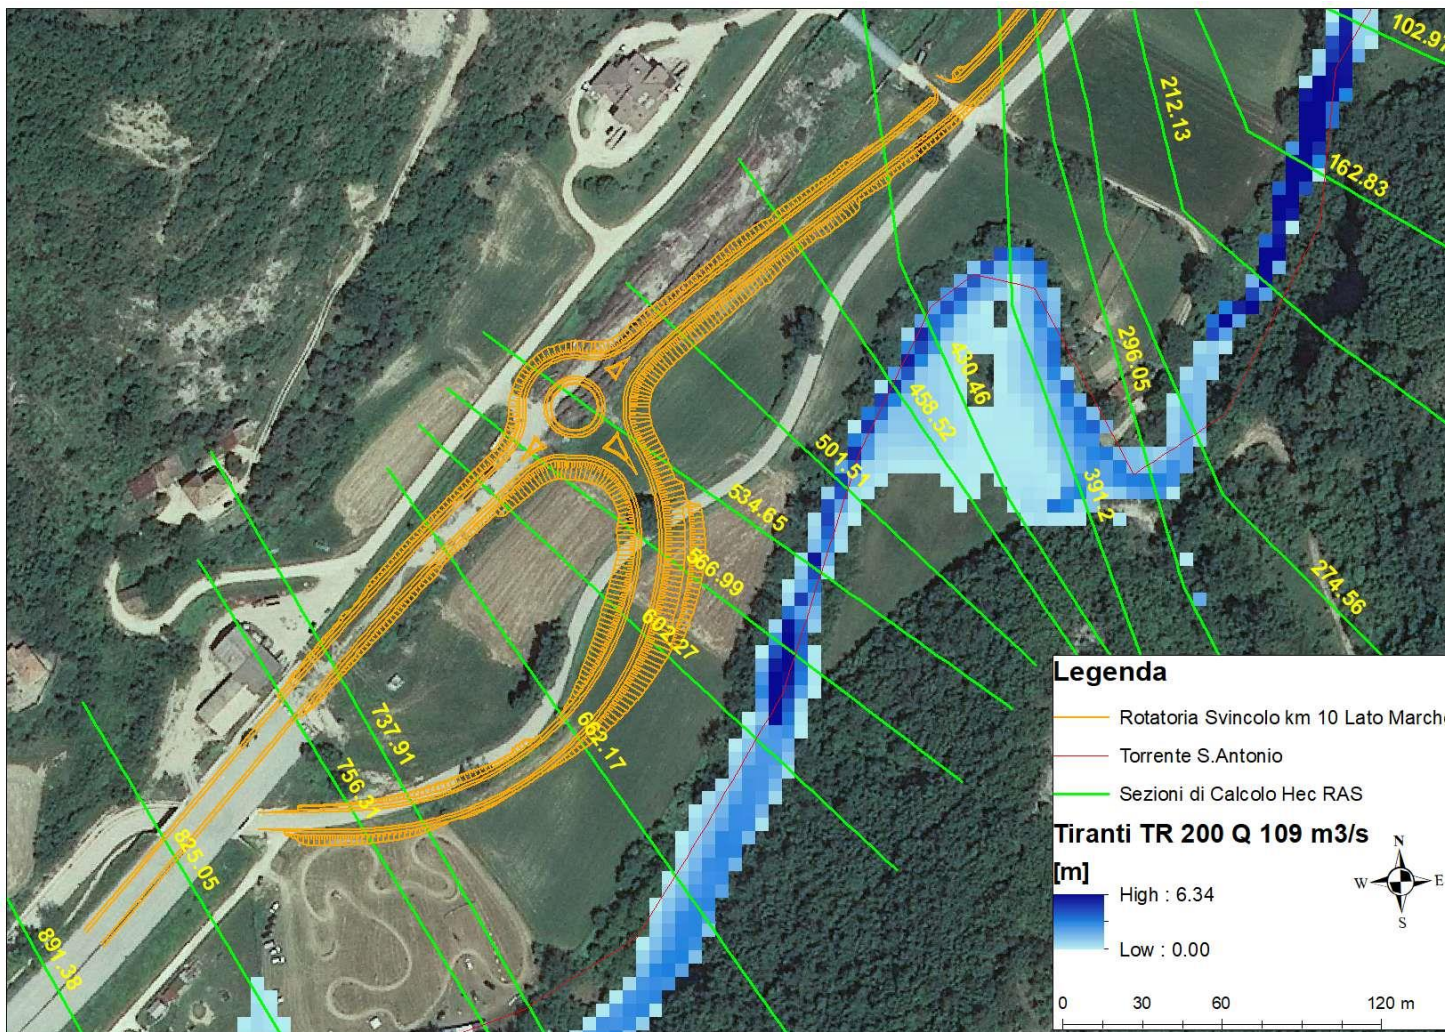 102.91
212.13
162.83
296.05
430.46
458.52
501.51
391.2
534.65
274.56
566.99
602.27
662.17
737.91
756.31
825.05
891.38
Legenda
Rotatoria Svincolo km 10 Lato Marche
Torrente S.Antonio
Sezioni di Calcolo Hec RAS
Tiranti TR 200 Q 109 m3/s
[m]
High : 6.34
Low : 0.00
N
W E
S
0 30 60 120 m